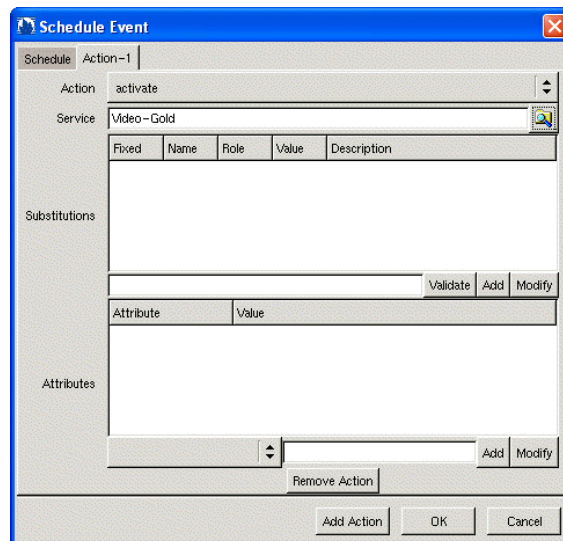 Schedule Event
Schedule Action-1
Action activate
Service Video-Gold
Fixed Name Role Value Description
Substitutions
Validate Add Modify
Attribute Value
Attributes
Add Modify
Remove Action
Add Action OK Cancel